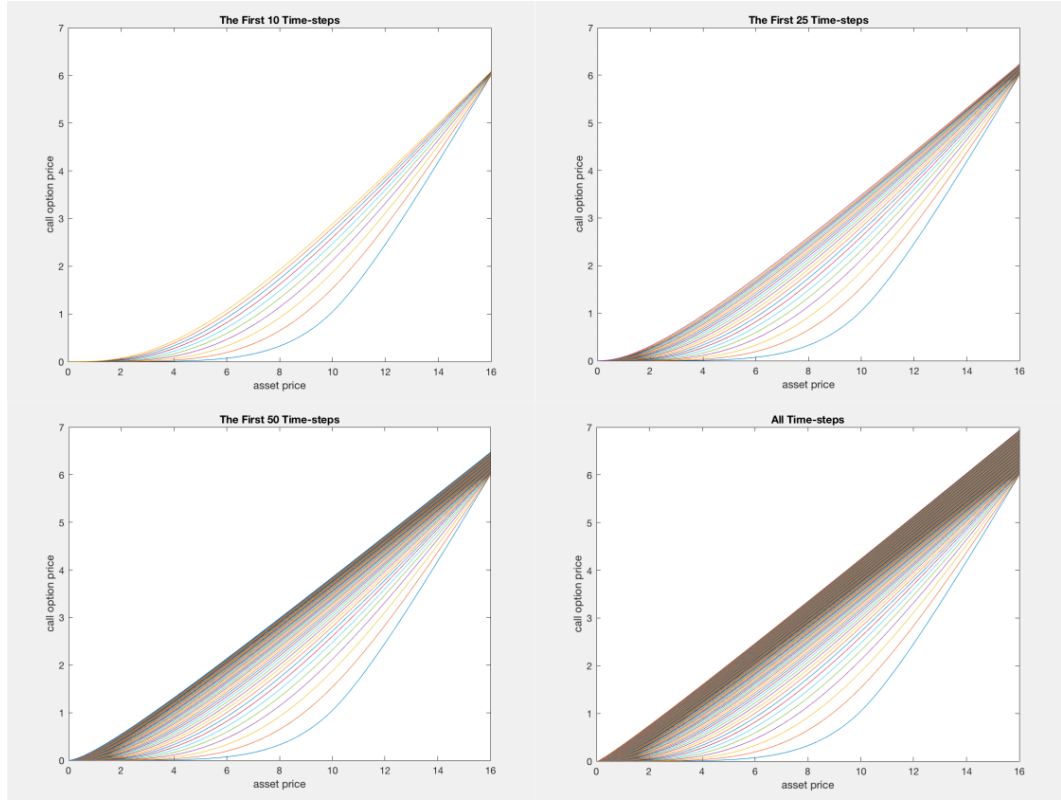 The First 10 Time-steps
7
6
5
4
3
2
1
0
call option price
0 2 4 6 8 10 12 14 16
asset price
The First 25 Time-steps
7
6
5
4
3
2
1
0
call option price
0 2 4 6 8 10 12 14 16
asset price
The First 50 Time-steps
7
6
5
4
3
2
1
0
call option price
0 2 4 6 8 10 12 14 16
asset price
All Time-steps
7
6
5
4
3
2
1
0
call option price
0 2 4 6 8 10 12 14 16
asset price